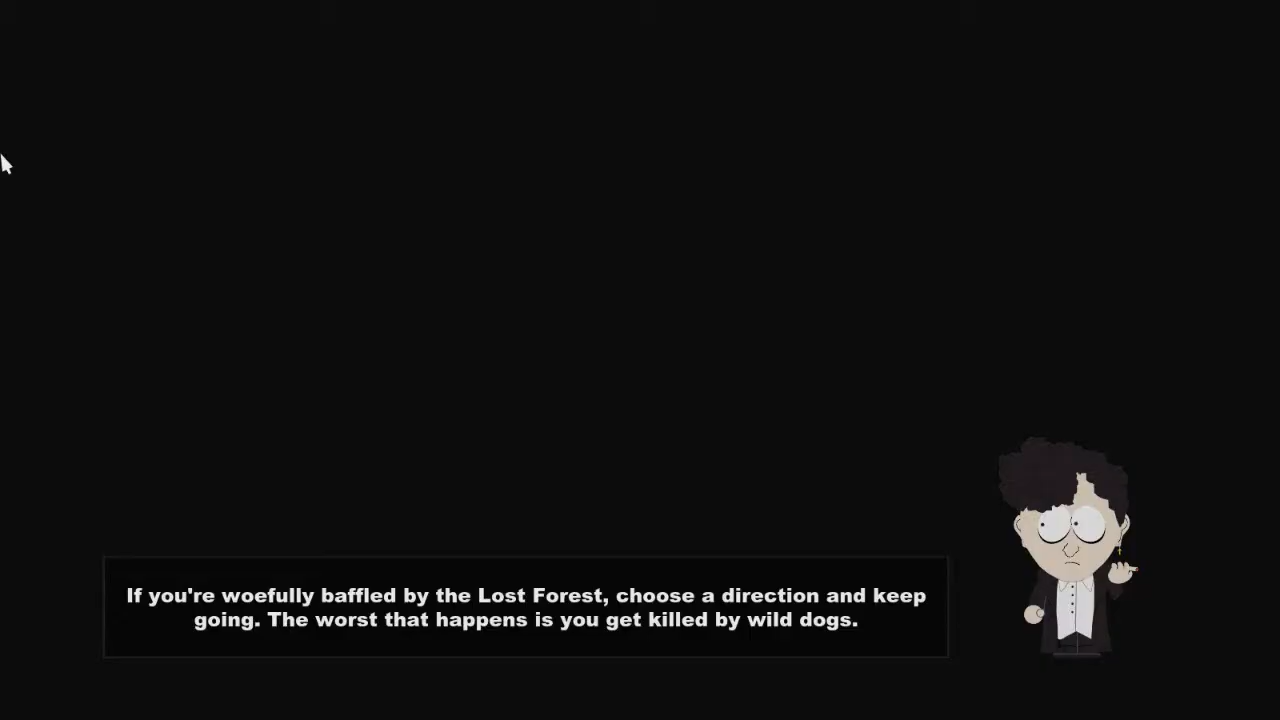 If you're woefully baffled by the Lost Forest, choose a direction and keep
going. The worst that happens is you get killed by wild dogs.